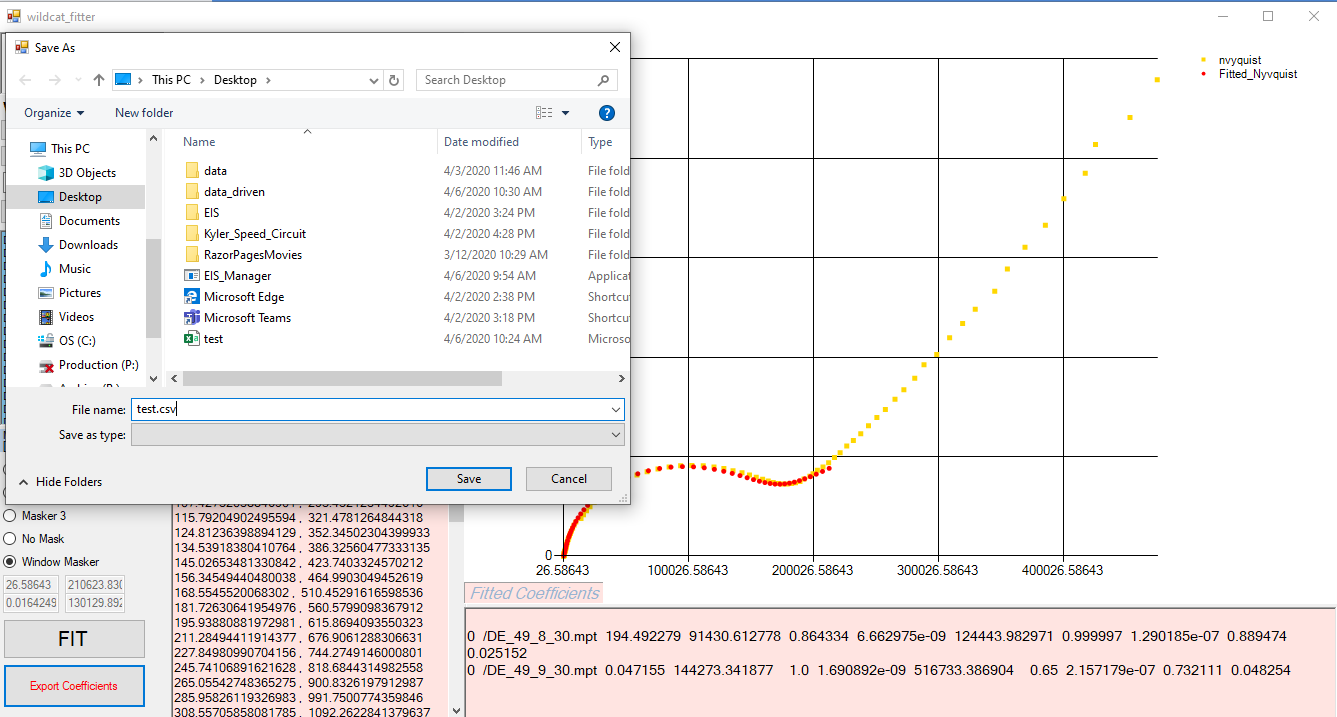 wildcat_fitter
Save As
This PC > Desktop >
Search Desktop
Organize
New folder
Name
Date modified
Type
This PC
3D Objects
Desktop
Documents
Downloads
Music
Pictures
Videos
OS (C:)
Production (P:)
data 4/3/2020 11:46 AM File fold
data_driven 4/6/2020 10:30 AM File fold
EIS 4/2/2020 3:24 PM File fold
Kyler_Speed_Circuit 4/2/2020 4:28 PM File fold
RazorPagesMovies 3/12/2020 10:29 AM File fold
EIS_Manager 4/6/2020 9:54 AM Applicat
Microsoft Edge 4/2/2020 2:38 PM Shortcu
Microsoft Teams 4/2/2020 3:18 PM Shortcu
test 4/6/2020 10:24 AM Microso
File name: test.csv
Save as type:
Hide Folders
Save
Cancel
Masker 3
No Mask
Window Masker
26.58643 210623.830
0.0164249 130129.892
FIT
Export Coefficients
115.79204902495594 , 321.4781264844318
124.81236398894129 , 352.34502304399933
134.53918380410764 , 386.32560477333135
145.02653481330842 , 423.7403324570212
156.34549440480038 , 464.9903049452619
168.5545520068302 , 510.45291616598536
181.72630641954976 , 560.5799098367912
195.93880881972981 , 615.8694093550323
211.28494411914377 , 676.9061288306631
227.84980990704156 , 744.2749146000801
245.74106891621628 , 818.6844314982558
265.05542748365275 , 900.8326197912987
285.95826119326983 , 991.7500774359846
308.55705858081785 , 1092.2622841379637
nvyquist
Fitted_Nyvquist
0
26.58643
100026.58643
200026.58643
300026.58643
400026.58643
Fitted Coefficients
0 /DE_49_8_30.mpt 194.492279 91430.612778 0.864334 6.662975e-09 124443.982971 0.999997 1.290185e-07 0.889474
0.025152
0 /DE_49_9_30.mpt 0.047155 144273.341877 1.0 1.690892e-09 516733.386904 0.65 2.157179e-07 0.732111 0.048254